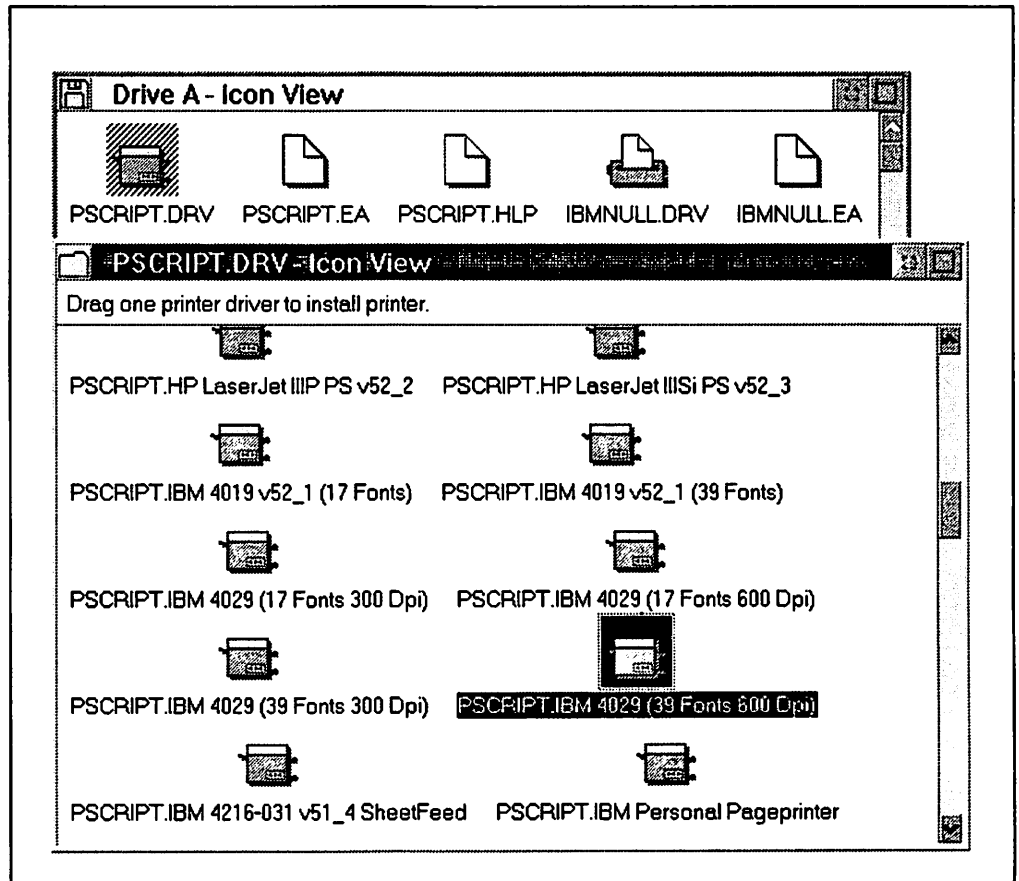 Drive A - Icon View
PSCRIPT.DRV PSCRIPT.EA PSCRIPT.HLP IBMNULL.DRV IBMNULL.EA
PSCRIPT.DRV - Icon View
Drag one printer driver to install printer.
PSCRIPT.HP LaserJet IIIP PS v52_2 PSCRIPT.HP LaserJet IIISi PS v52_3
PSCRIPT.IBM 4019 v52_1 (17 Fonts) PSCRIPT.IBM 4019 v52_1 (39 Fonts)
PSCRIPT.IBM 4029 (17 Fonts 300 Dpi) PSCRIPT.IBM 4029 (17 Fonts 600 Dpi)
PSCRIPT.IBM 4029 (39 Fonts 300 Dpi) PSCRIPT.IBM 4029 (39 Fonts 600 Dpi)
PSCRIPT.IBM 4216-031 v51_4 SheetFeed PSCRIPT.IBM Personal Pageprinter